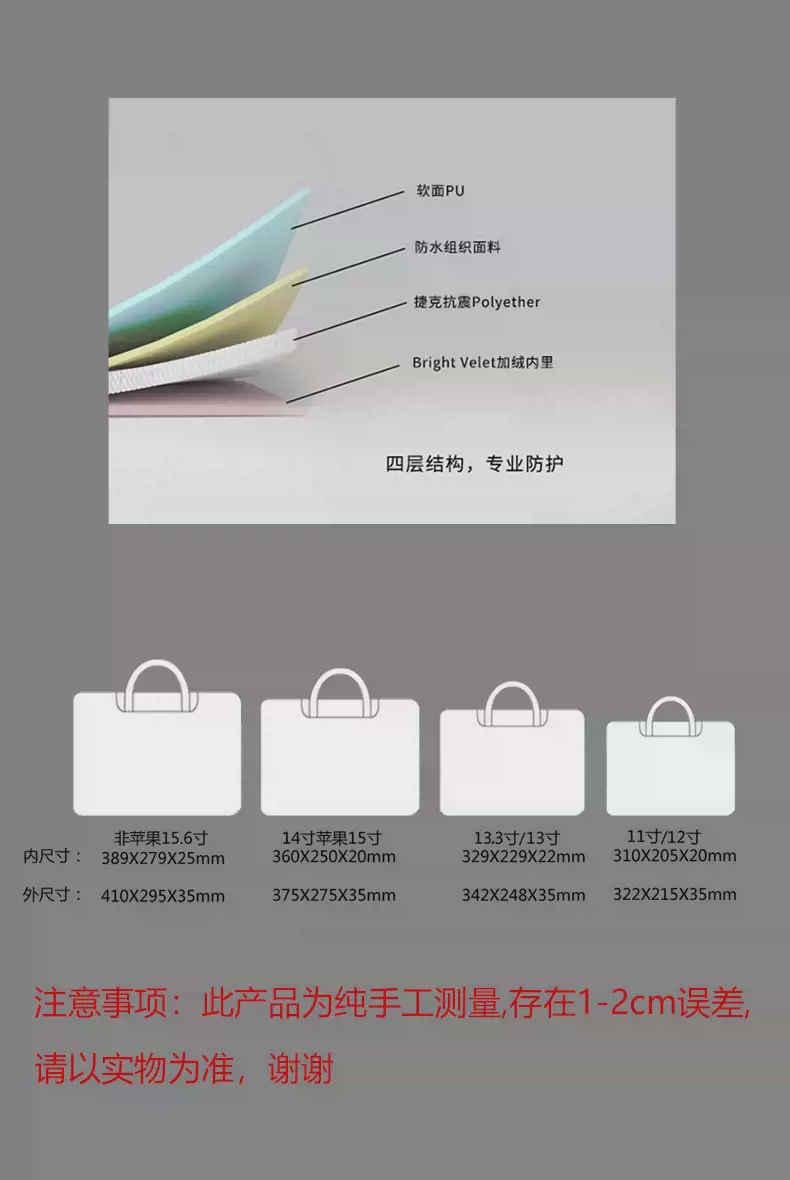 软面PU
防水组织面料
捷克抗震Polyether
Bright Velet加绒内里
四层结构，专业防护
非苹果15.6寸 14寸苹果15寸 13.3寸/13寸 11寸/12寸
内尺寸： 389X279X25mm 360X250X20mm 329X229X22mm 310X205X20mm
外尺寸： 410X295X35mm 375X275X35mm 342X248X35mm 322X215X35mm
注意事项：此产品为纯手工测量,存在1-2cm误差,
请以实物为准，谢谢